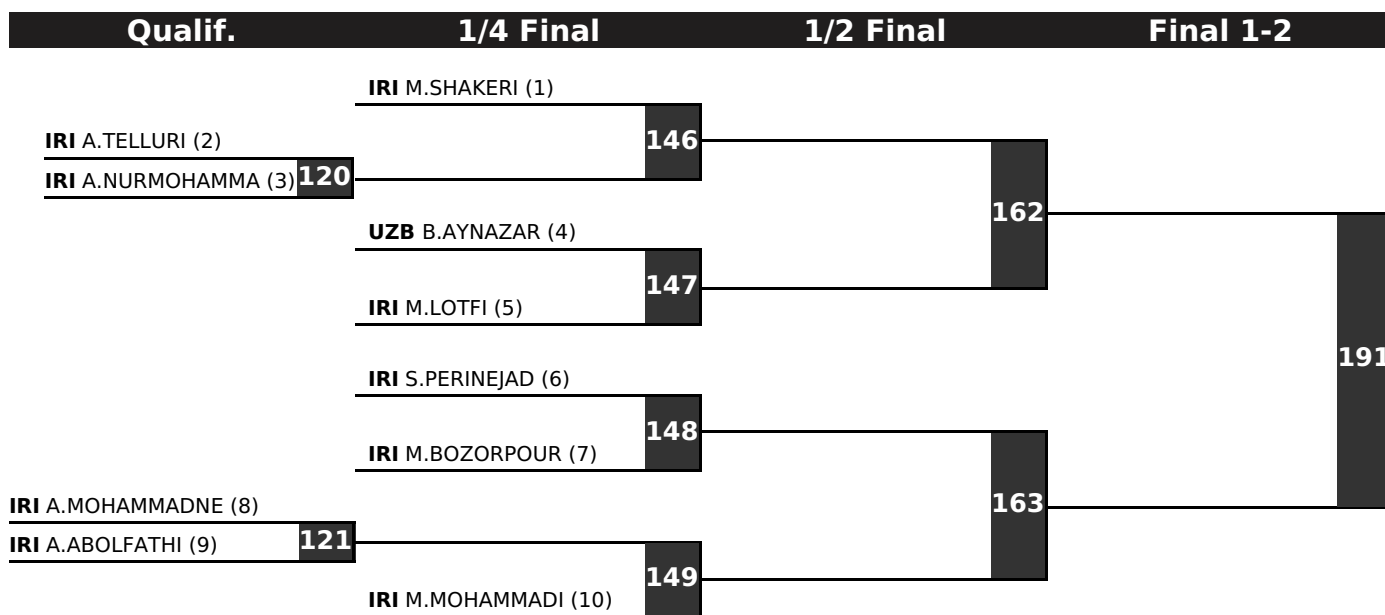 Qualif. 1/4 Final 1/2 Final Final 1-2
IRI M.SHAKERI (1)
146
IRI A.TELLURI (2)
IRI A.NURMOHAMMA (3) 120
162
UZB B.AYNAZAR (4)
147
IRI M.LOTFI (5)
191
IRI S.PERINEJAD (6)
148
IRI M.BOZORPOUR (7)
163
IRI A.MOHAMMADNE (8)
IRI A.ABOLFATHI (9) 121
149
IRI M.MOHAMMADI (10)